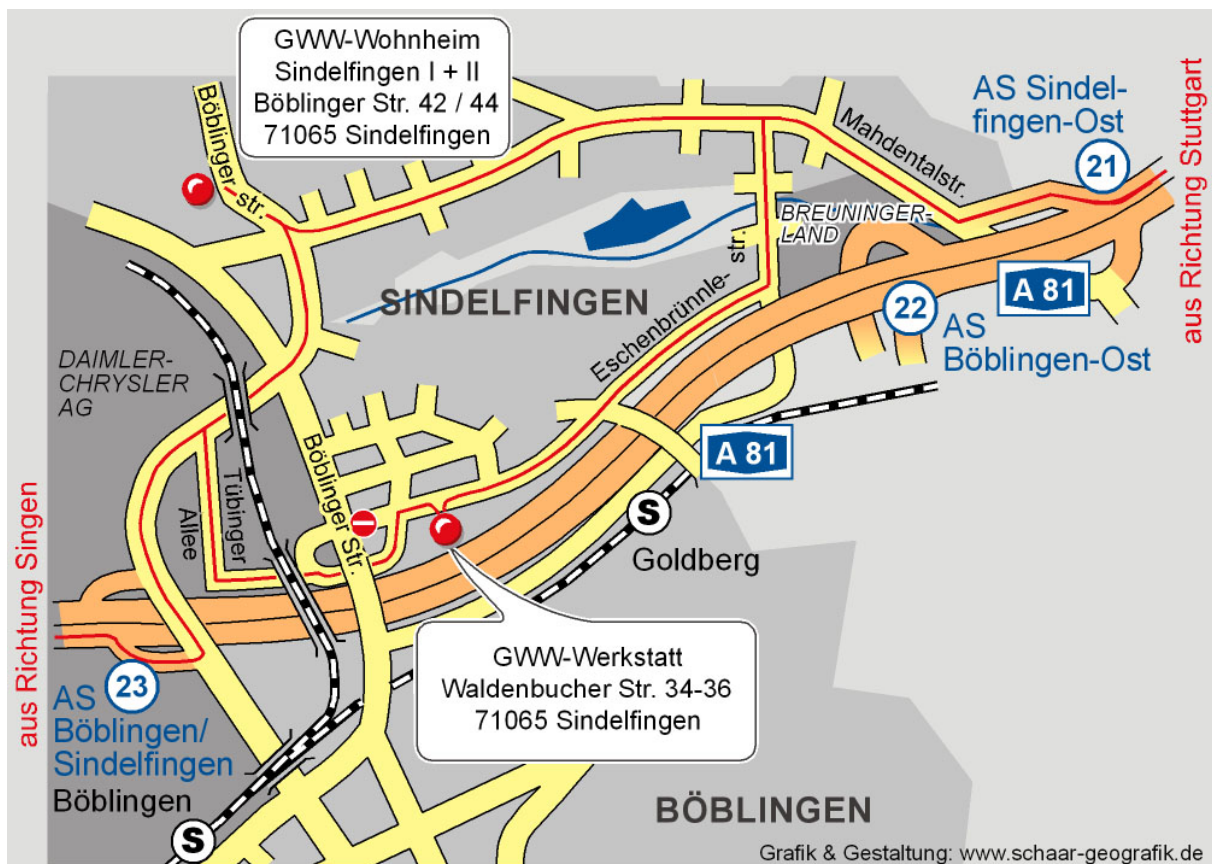 GWW-Wohnheim
Sindelfingen I + II
Böblinger Str. 42 / 44
71065 Sindelfingen
Böblinger str.
AS Sindel-
fingen-Ost
21
Mahdentalstr.
aus Richtung Stuttgart
BREUNINGER-
LAND
A 81
SINDELFINGEN
Eschenbrünnle-
str.
22
AS
Böblingen-Ost
DAIMLER-
CHRYSLER
AG
A 81
Böblinger Str.
Tübinger
Allee
S
Goldberg
aus Richtung Singen
GWW-Werkstatt
Waldenbucher Str. 34-36
71065 Sindelfingen
23
AS
Böblingen/
Sindelfingen
Böblingen
S
BÖBLINGEN
Grafik & Gestaltung: www.schaar-geografik.de